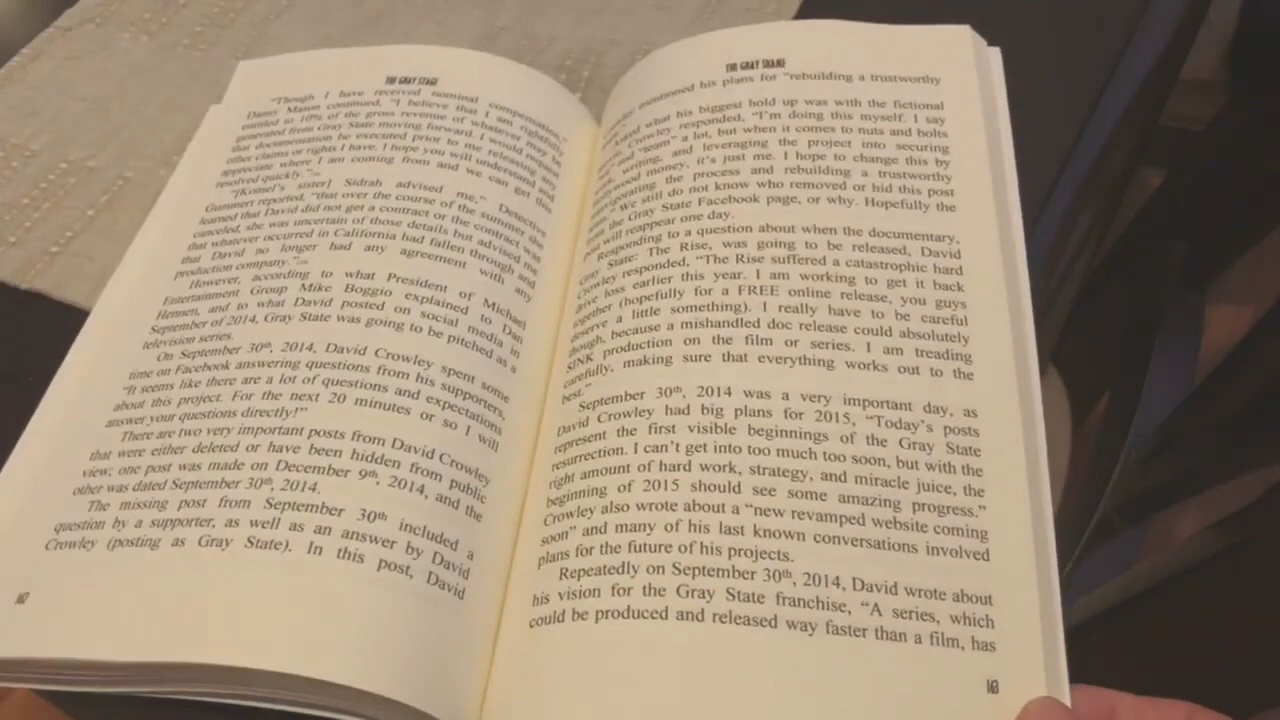 THE GRAY STAGE
"Though I have received nominal compensation,"
Danny Mason continued, "I believe that I am rightfully
entitled to 10% of the gross revenue of whatever may be
generated from Gray State moving forward. I would request
that documentation be executed prior to me releasing any
other claims or rights I have. I hope you will understand and
appreciate where I am coming from and we can get this
resolved quickly."
"[Komel's sister] Sidrah advised me," Detective
Gummert reported, "that over the course of the summer she
learned that David did not get a contract or the contract was
canceled, she was uncertain of those details but advised me
that whatever occurred in California had fallen through and
that David no longer had any agreement with any
production company."
However, according to what President of Michael
Entertainment Group Mike Boggio explained to Dan
Hennen, and to what David posted on social media in
September of 2014, Gray State was going to be pitched as a
television series.
On September 30th, 2014, David Crowley spent some
time on Facebook answering questions from his supporters,
"It seems like there are a lot of questions and expectations
about this project. For the next 20 minutes or so I will
answer your questions directly!"
There are two very important posts from David Crowley
that were either deleted or have been hidden from public
view; one post was made on December 9th, 2014, and the
other was dated September 30th, 2014.
The missing post from September 30th included a
question by a supporter, as well as an answer by David
Crowley (posting as Gray State). In this post, David
THE GRAY
mentioned his plans for "rebuilding a trustworthy
asked what his biggest hold up was with the fictional
Crowley responded, "I'm doing this myself. I say
and "team" a lot, but when it comes to nuts and bolts
writing, and leveraging the project into securing
Hollywood money, it's just me. I hope to change this by
the process and rebuilding a trustworthy
We still do not know who removed or hid this post
from the Gray State Facebook page, or why. Hopefully the
post will reappear one day.
Responding to a question about when the documentary,
Gray State: The Rise, was going to be released, David
Crowley responded, "The Rise suffered a catastrophic hard
drive loss earlier this year. I am working to get it back
together (hopefully for a FREE online release, you guys
deserve a little something). I really have to be careful
though, because a mishandled doc release could absolutely
SINK production on the film or series. I am treading
carefully, making sure that everything works out to the
best."
September 30th, 2014 was a very important day, as
David Crowley had big plans for 2015, "Today's posts
represent the first visible beginnings of the Gray State
resurrection. I can't get into too much too soon, but with the
right amount of hard work, strategy, and miracle juice, the
beginning of 2015 should see some amazing progress."
Crowley also wrote about a "new revamped website coming
soon" and many of his last known conversations involved
plans for the future of his projects.
Repeatedly on September 30th, 2014, David wrote about
his vision for the Gray State franchise, "A series, which
could be produced and released way faster than a film, has